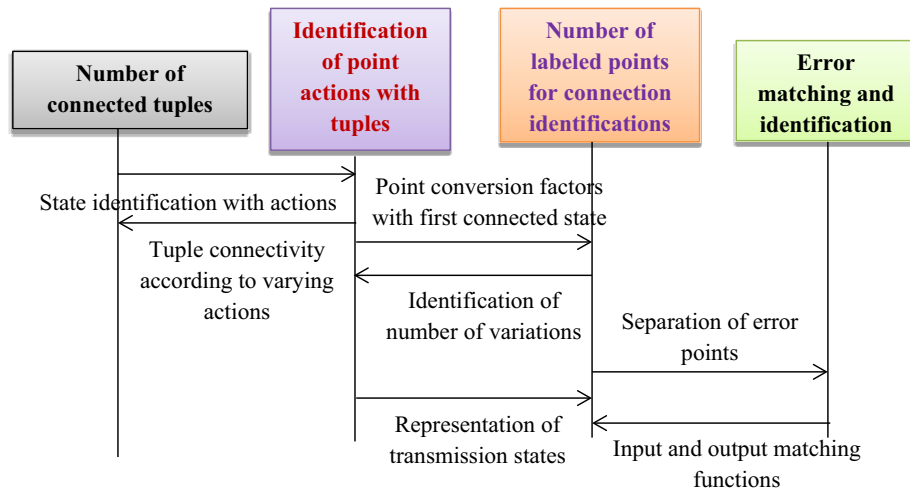 Number of
connected tuples
Identification
of point
actions with
tuples
Number of
labeled points
for connection
identifications
Error
matching and
identification
State identification with actions
Point conversion factors
with first connected state
Tuple connectivity
according to varying
actions
Identification of
number of variations
Separation of error
points
Representation of
transmission states
Input and output matching
functions